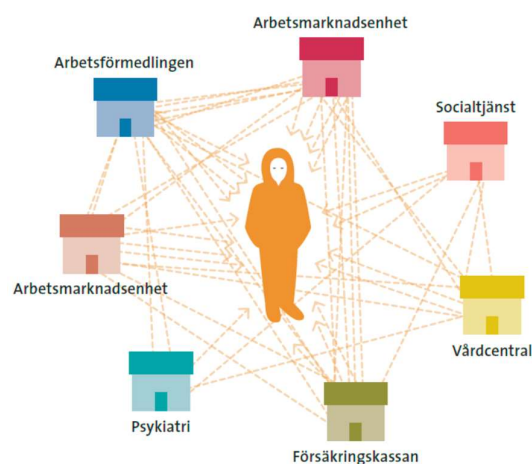 Arbetsmarknadsenhet
Arbetsförmedlingen
Socialtjänst
Arbetsmarknadsenhet
Vårdcentral
Psykiatri
Försäkringskassan